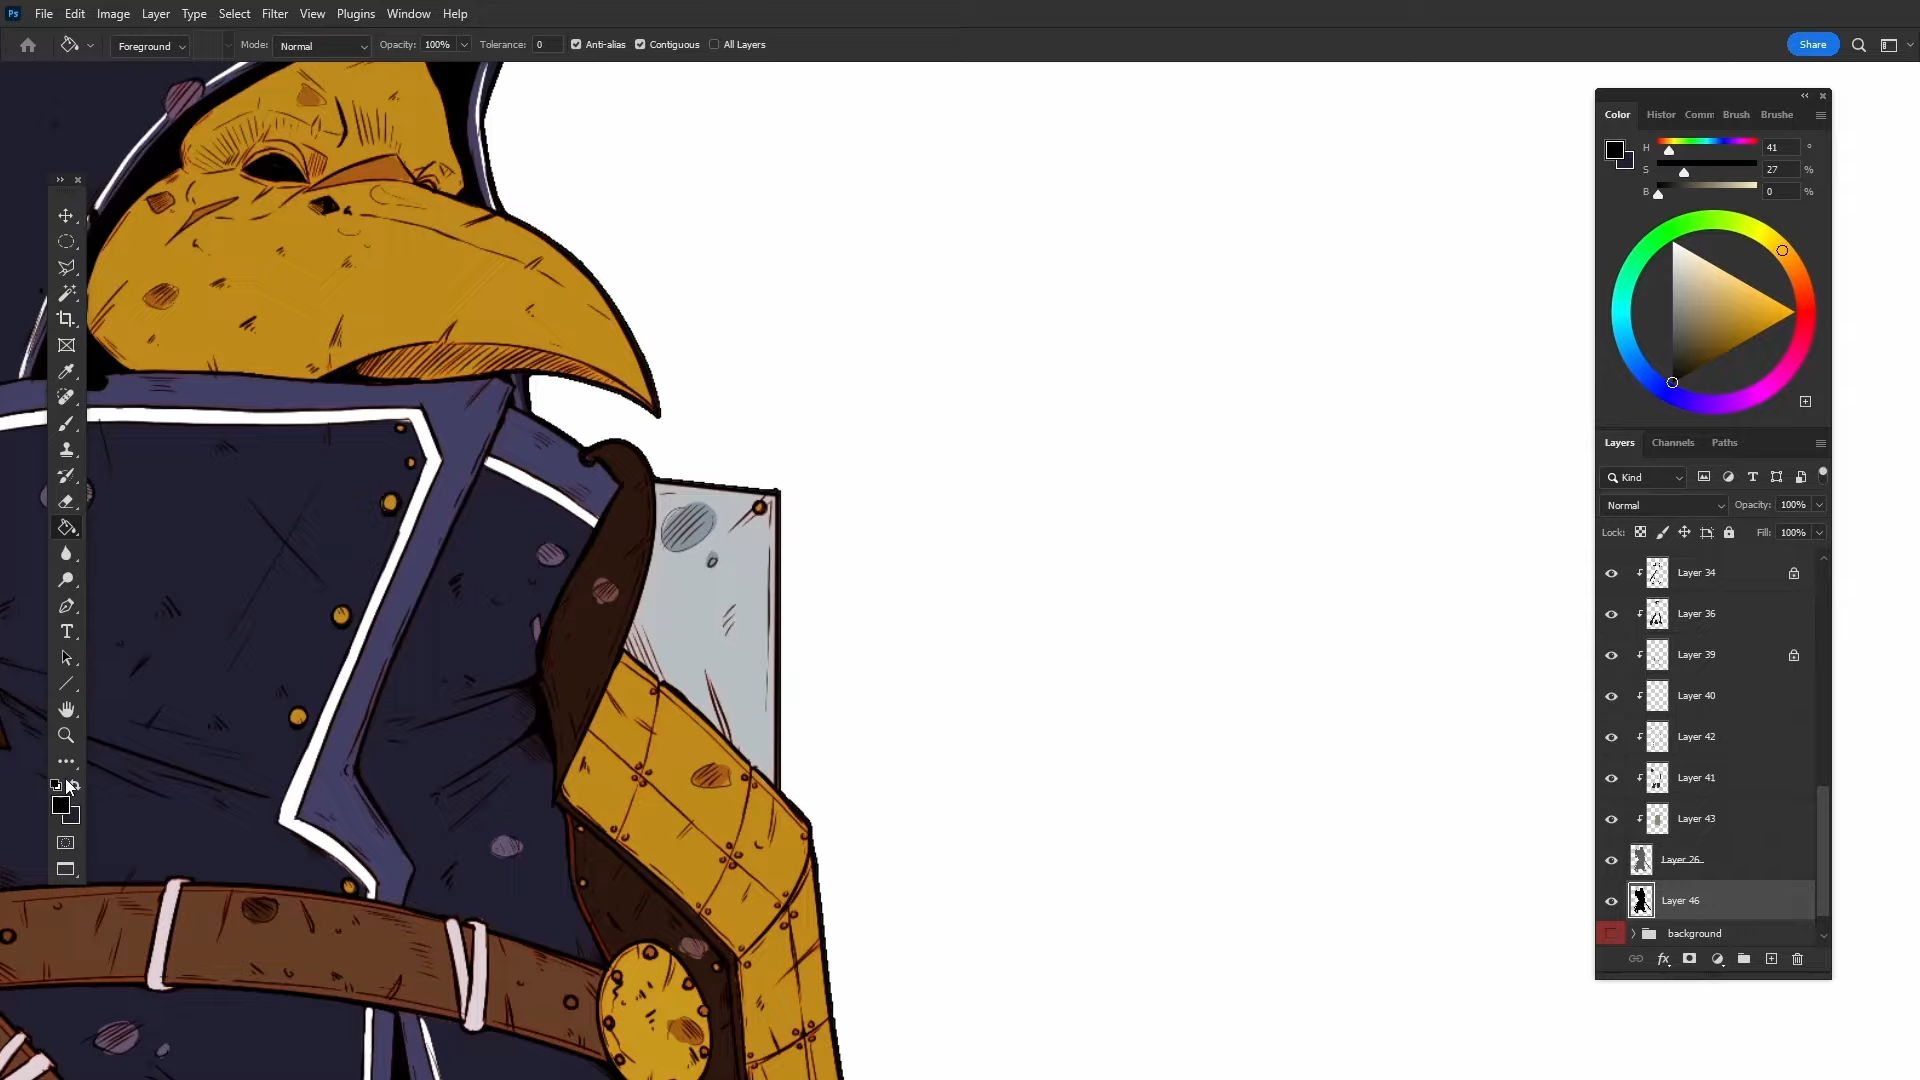 Ps File Edit Image Layer Type Select Filter View Plugins Window Help
Foreground Mode: Normal Opacity: 100% Tolerance: 0 Anti-alias Contiguous All Layers Share
Color Histor Comm Brush Brushe
H 41 °
S 27 %
B 0 %
Layers Channels Paths
Kind
Normal Opacity: 100%
Lock: Fill: 100%
Layer 34
Layer 36
Layer 39
Layer 40
Layer 42
Layer 41
Layer 43
Layer 26
Layer 46
background
fx